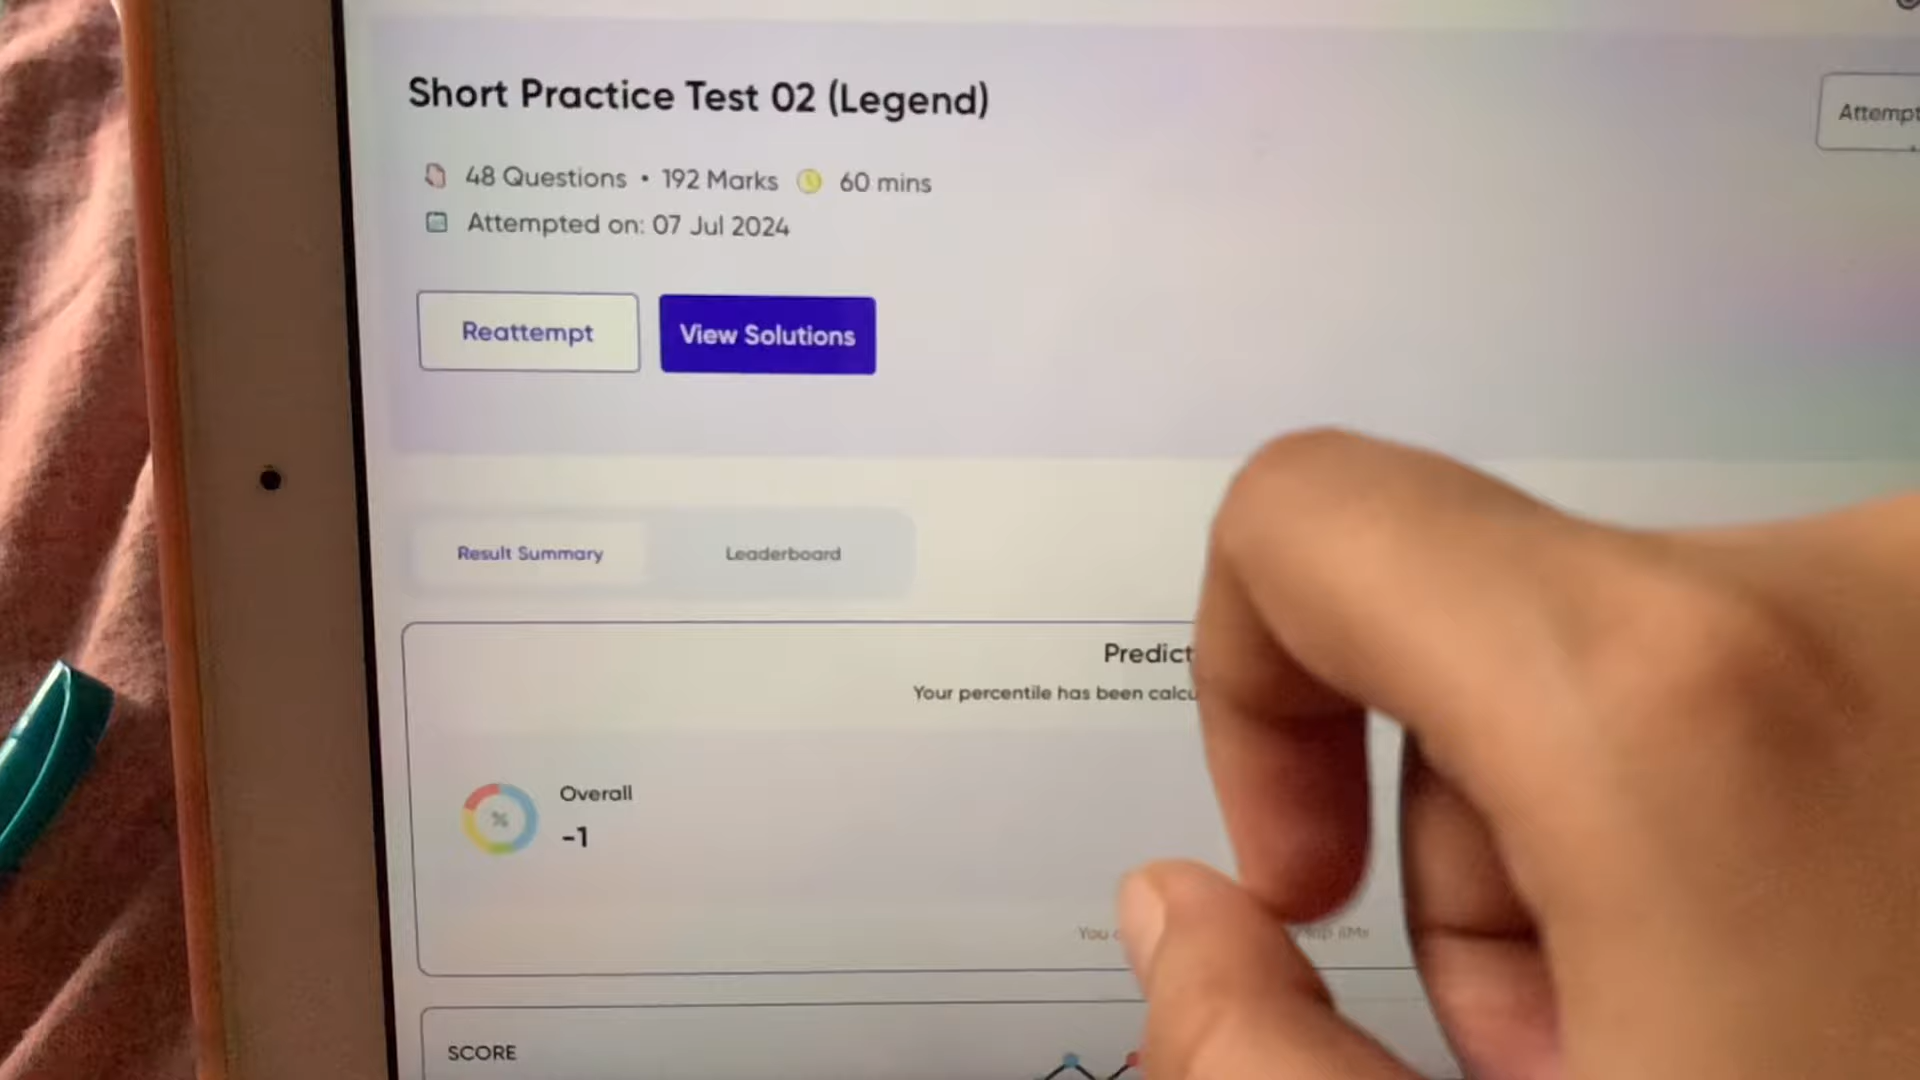 Short Practice Test 02 (Legend)
Attempt
48 Questions • 192 Marks 60 mins
Attempted on: 07 Jul 2024
Reattempt
View Solutions
Result Summary
Leaderboard
Predict
Your percentile has been calcu
%
Overall
-1
You
SCORE